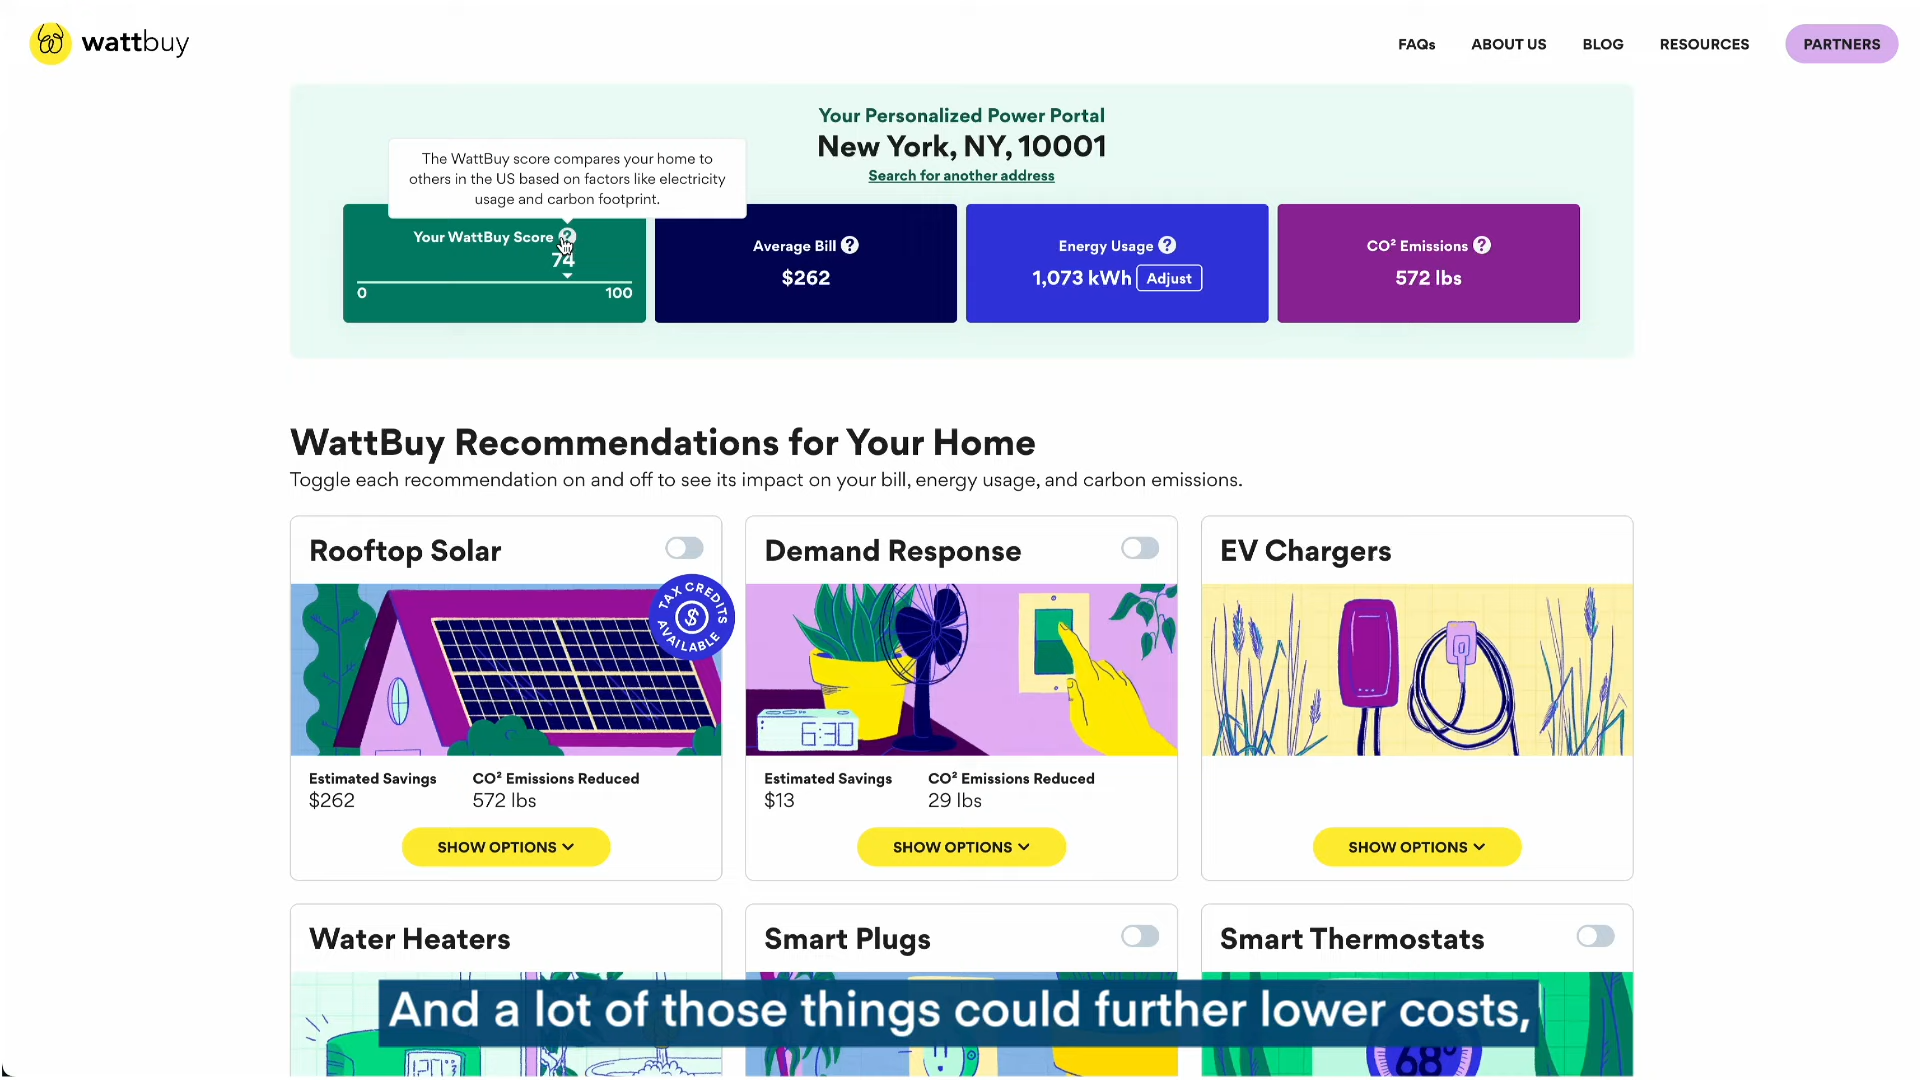 wattbuy
FAQs
ABOUT US
BLOG
RESOURCES
PARTNERS
Your Personalized Power Portal
New York, NY, 10001
Search for another address
The WattBuy score compares your home to
others in the US based on factors like electricity
usage and carbon footprint.
Your WattBuy Score
74
0
100
Average Bill ?
$262
Energy Usage ?
1,073 kWh Adjust
CO² Emissions ?
572 lbs
WattBuy Recommendations for Your Home
Toggle each recommendation on and off to see its impact on your bill, energy usage, and carbon emissions.
Rooftop Solar
TAX CREDITS
$
AVAILABLE
Estimated Savings
$262
CO² Emissions Reduced
572 lbs
SHOW OPTIONS
Demand Response
6:30
Estimated Savings
$13
CO² Emissions Reduced
29 lbs
SHOW OPTIONS
EV Chargers
SHOW OPTIONS
Water Heaters
Smart Plugs
Smart Thermostats
68°
And a lot of those things could further lower costs,